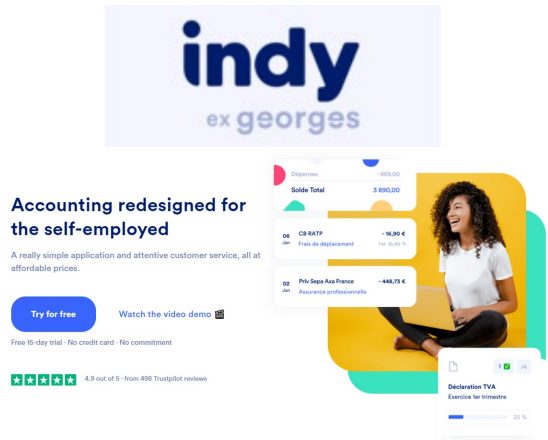 indy
ex georges
Accounting redesigned for
the self-employed
A really simple application and attentive customer service, all at
affordable prices.
Try for free
Watch the video demo
Free 15-day trial - No credit card - No commitment
4.9 out of 5 - from 498 Trustpilot reviews
Dépenses
Solde Total
3 890,00
06
Jan
CB RATP
- 16,90 €
Frais de déplacement
02
Jan
Prlv Sepa Axa France
- 448,73 €
Assurance professionnelle
1
Déclaration TVA
Exercice 1er trimestre
25 %